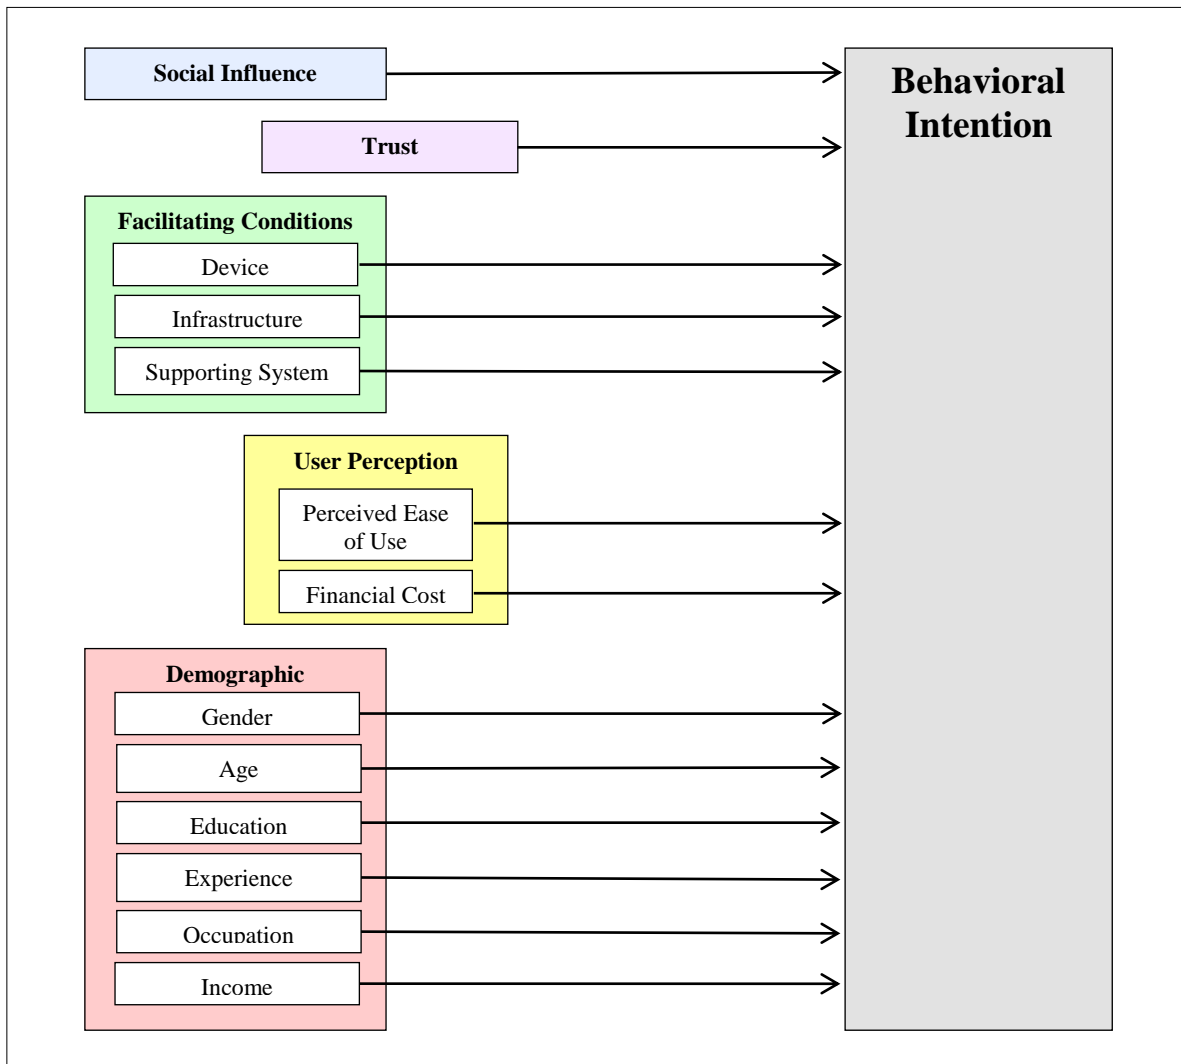 Social Influence
Behavioral
Intention
Trust
Facilitating Conditions
Device
Infrastructure
Supporting System
User Perception
Perceived Ease
of Use
Financial Cost
Demographic
Gender
Age
Education
Experience
Occupation
Income